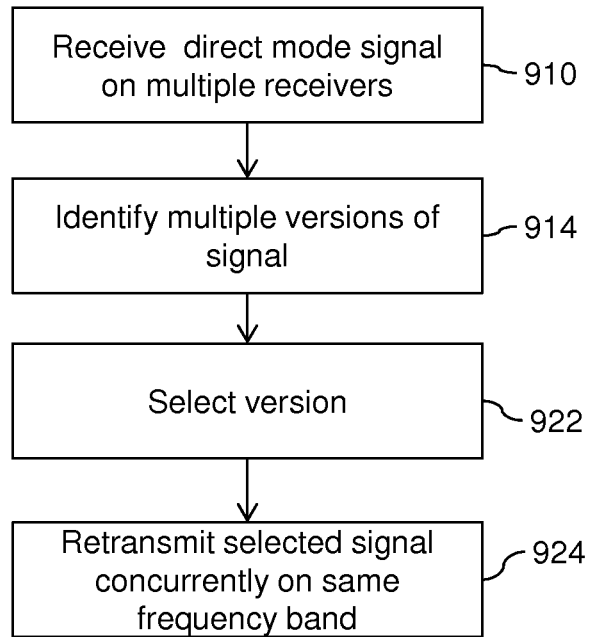 Receive direct mode signal
on multiple receivers
910
Identify multiple versions of
signal
914
Select version
922
Retransmit selected signal
concurrently on same
frequency band
924